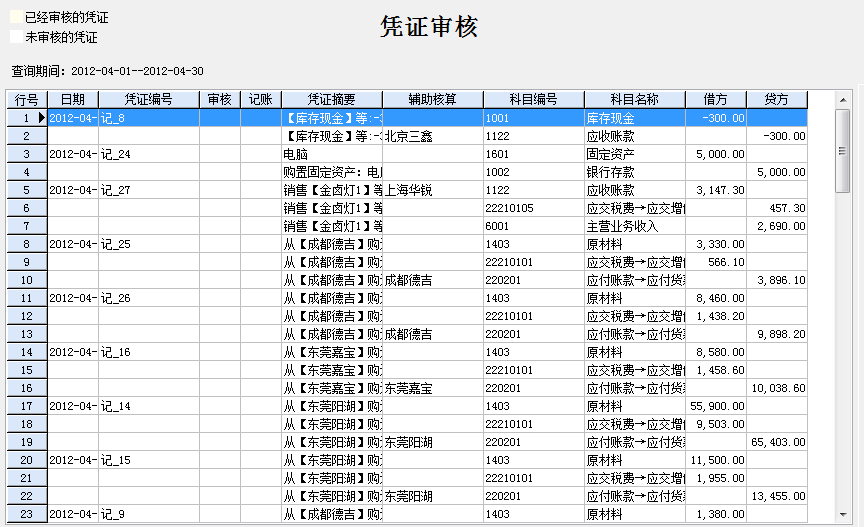 已经审核的凭证
未审核的凭证
凭证审核
查询期间：2012-04-01--2012-04-30
行号 日期 凭证编号 审核 记账 凭证摘要 辅助核算 科目编号 科目名称 借方 贷方
1 2012-04- 记_8 【库存现金】等:-3 1001 库存现金 -300.00
2 【库存现金】等:-3 北京三鑫 1122 应收账款 -300.00
3 2012-04- 记_24 电脑 1601 固定资产 5,000.00
4 购置固定资产：电脑 1002 银行存款 5,000.00
5 2012-04- 记_27 销售【金卤灯1】等 上海华锐 1122 应收账款 3,147.30
6 销售【金卤灯1】等 22210105 应交税费→应交增值 457.30
7 销售【金卤灯1】等 6001 主营业务收入 2,690.00
8 2012-04- 记_25 从【成都德吉】购 1403 原材料 3,330.00
9 从【成都德吉】购 22210101 应交税费→应交增值 566.10
10 从【成都德吉】购 成都德吉 220201 应付账款→应付货款 3,896.10
11 2012-04- 记_26 从【成都德吉】购 1403 原材料 8,460.00
12 从【成都德吉】购 22210101 应交税费→应交增值 1,438.20
13 从【成都德吉】购 成都德吉 220201 应付账款→应付货款 9,898.20
14 2012-04- 记_16 从【东莞嘉宝】购 1403 原材料 8,580.00
15 从【东莞嘉宝】购 22210101 应交税费→应交增值 1,458.60
16 从【东莞嘉宝】购 东莞嘉宝 220201 应付账款→应付货款 10,038.60
17 2012-04- 记_14 从【东莞阳湖】购 1403 原材料 55,900.00
18 从【东莞阳湖】购 22210101 应交税费→应交增值 9,503.00
19 从【东莞阳湖】购 东莞阳湖 220201 应付账款→应付货款 65,403.00
20 2012-04- 记_15 从【东莞阳湖】购 1403 原材料 11,500.00
21 从【东莞阳湖】购 22210101 应交税费→应交增值 1,955.00
22 从【东莞阳湖】购 东莞阳湖 220201 应付账款→应付货款 13,455.00
23 2012-04- 记_9 从【成都德吉】购 1403 原材料 1,380.00